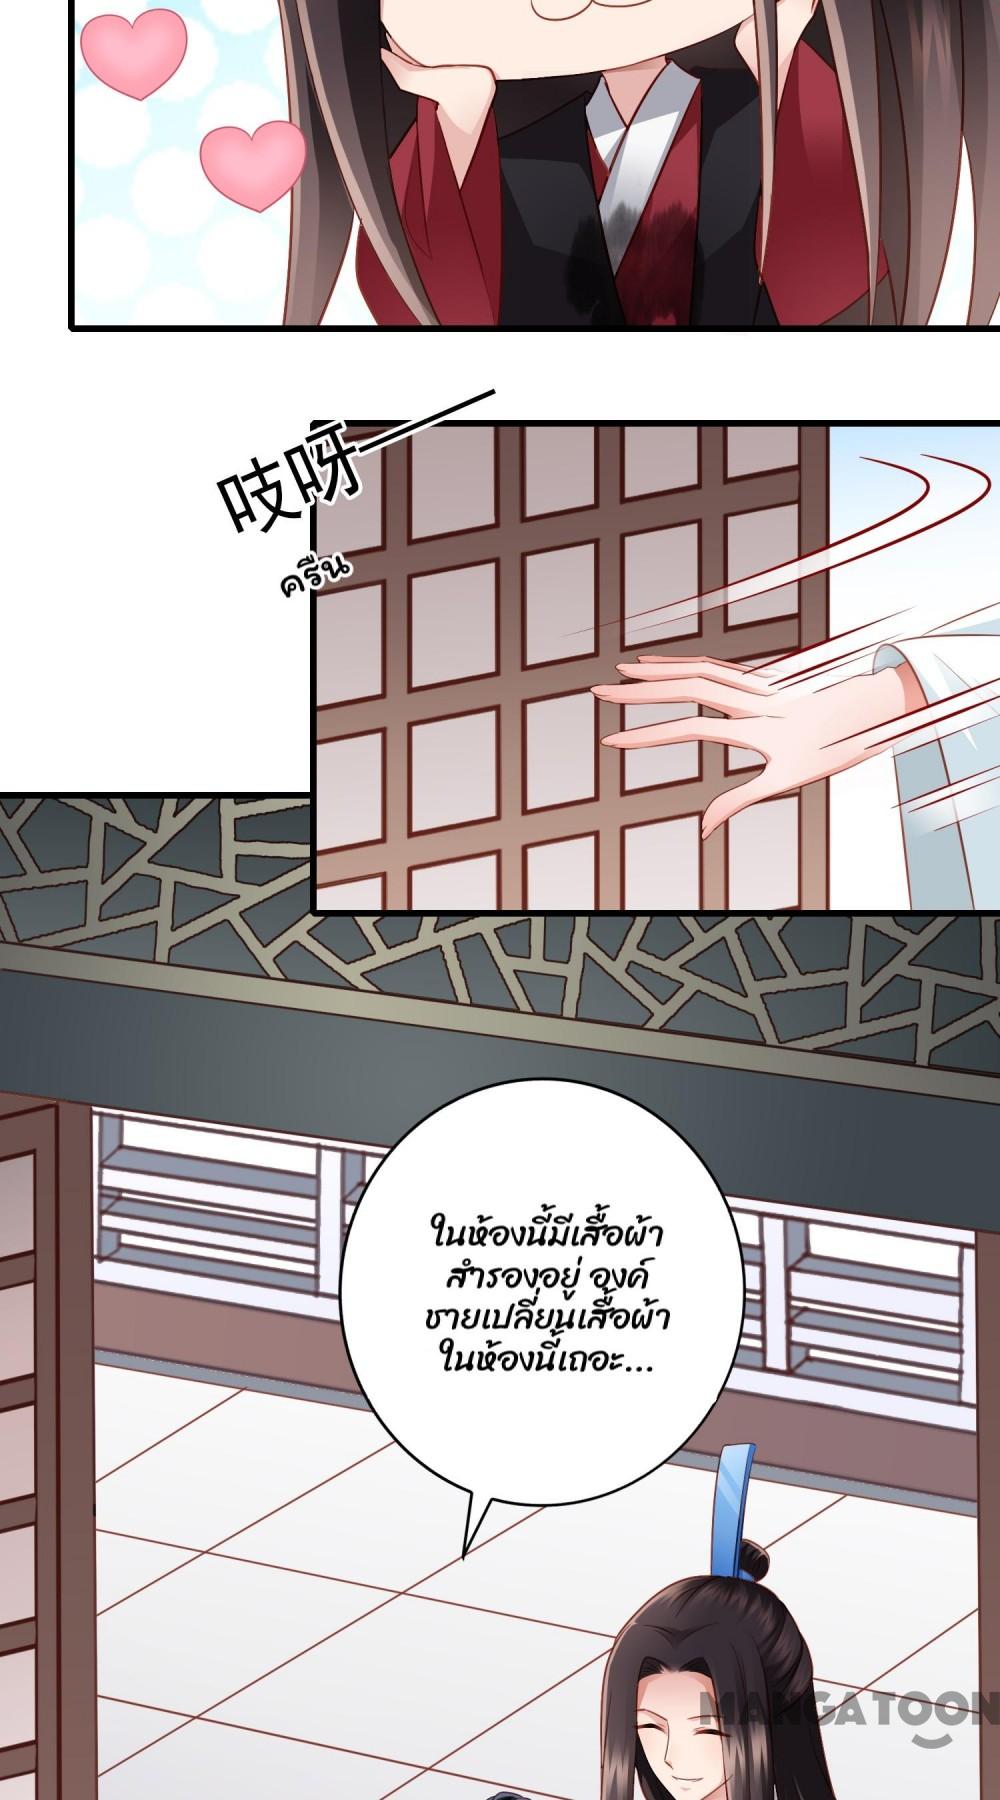 吱呀——
ครืน
ในห้องนี้มีเสื้อผ้า
สำรองอยู่ องค์
ชายเปลี่ยนเสื้อผ้า
ในห้องนี้เถอะ...
MANGATOON